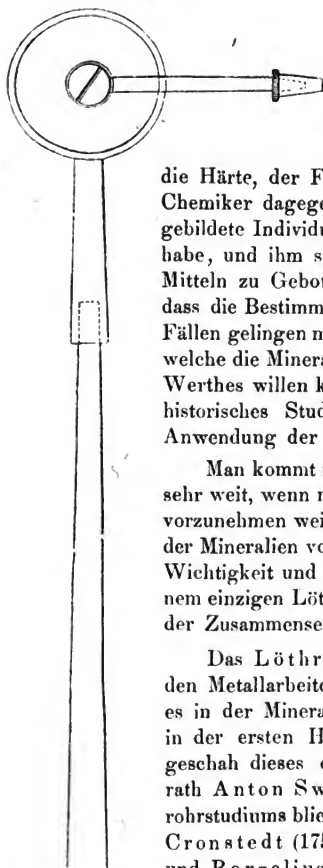 die Härte, der F
Chemiker dagege
gebildete Individu
habe, und ihm s
Mitteln zu Gebot
dass die Bestimm
Fällen gelingen m
welche die Minera
Werthes willen k
historisches Stud
Anwendung der
Man kommt
sehr weit, wenn
vorzunehmen wei
der Mineralien vo
Wichtigkeit und
nem einzigen Löt
der Zusammense
Das Löthr
den Metallarbeite
es in der Minera
in der ersten H
geschah dieses
rath Anton Sw
rohrstudiums blie
Cronstedt (175
und Berzelius